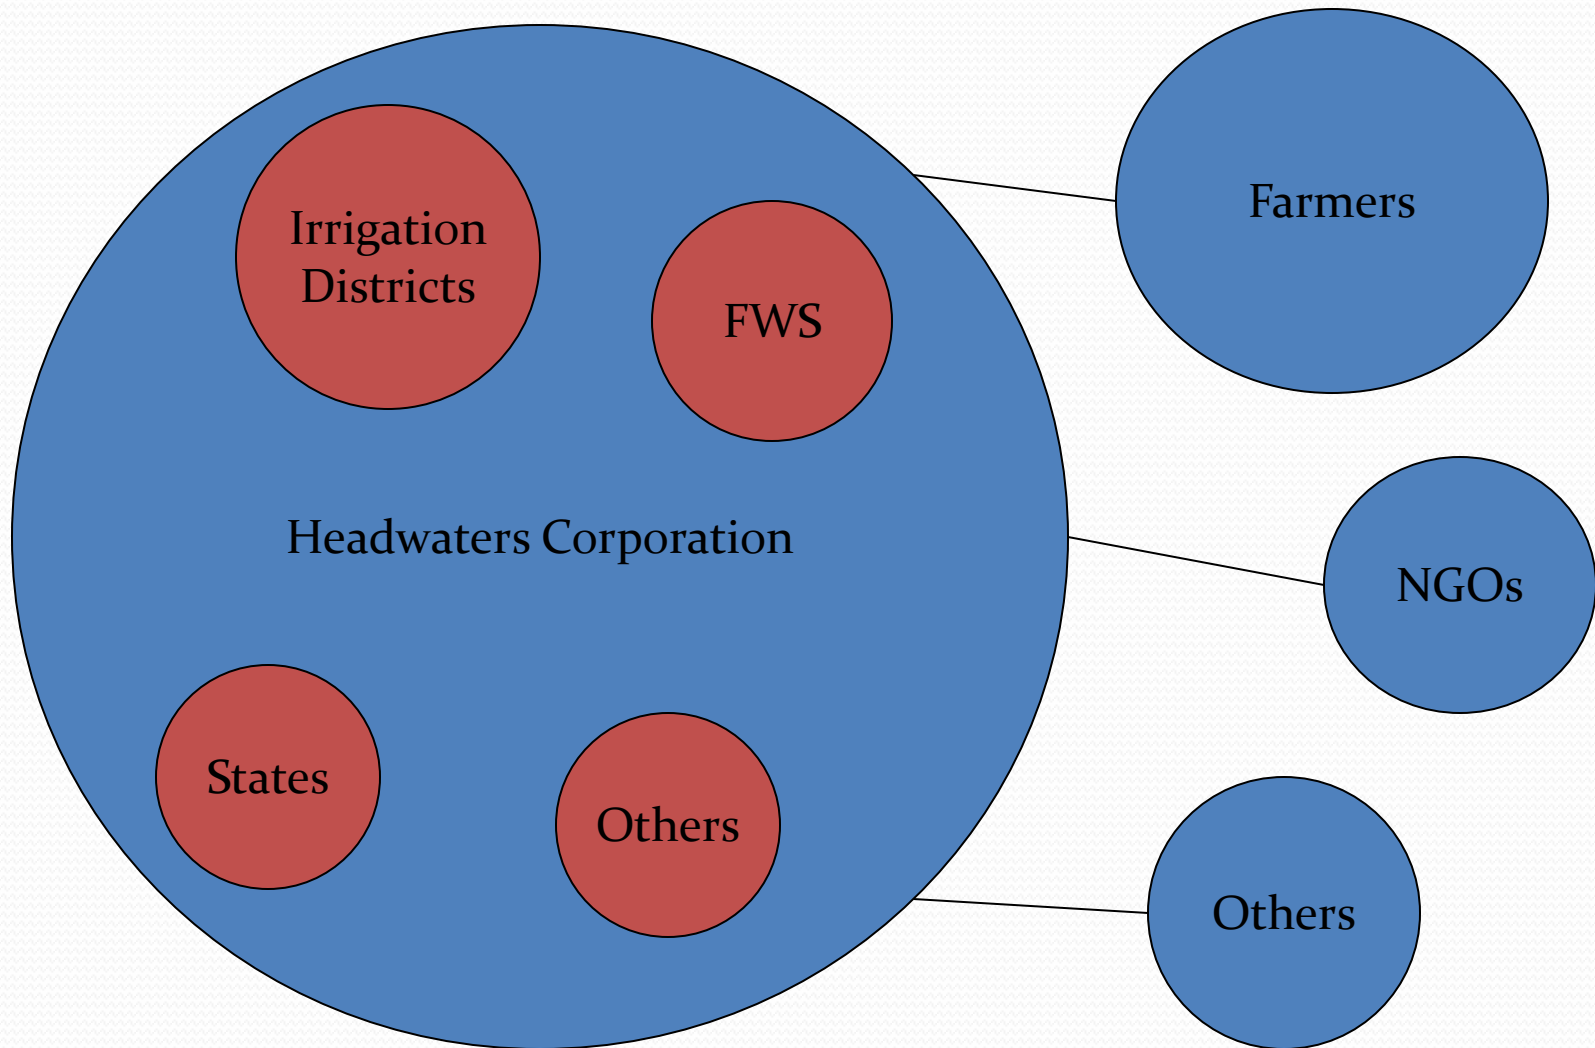 Irrigation
Districts
FWS
Headwaters Corporation
States
Others
Farmers
NGOs
Others